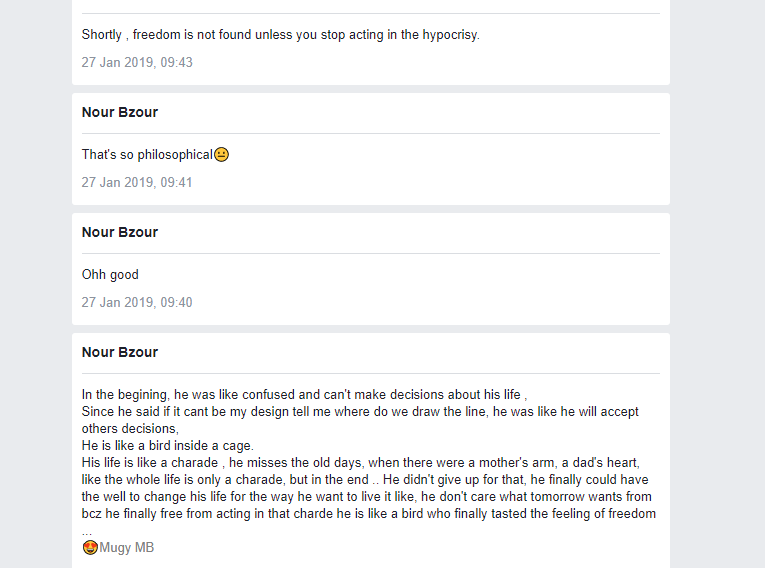 Shortly , freedom is not found unless you stop acting in the hypocrisy.
27 Jan 2019, 09:43
Nour Bzour
That's so philosophical😐
27 Jan 2019, 09:41
Nour Bzour
Ohh good
27 Jan 2019, 09:40
Nour Bzour
In the begining, he was like confused and can't make decisions about his life ,
Since he said if it cant be my design tell me where do we draw the line, he was like he will accept
others decisions,
He is like a bird inside a cage.
His life is like a charade , he misses the old days, when there were a mother's arm, a dad's heart,
like the whole life is only a charade, but in the end .. He didn't give up for that, he finally could have
the well to change his life for the way he want to live it like, he don't care what tomorrow wants from
bcz he finally free from acting in that charde he is like a bird who finally tasted the feeling of freedom
...
😍Mugy MB